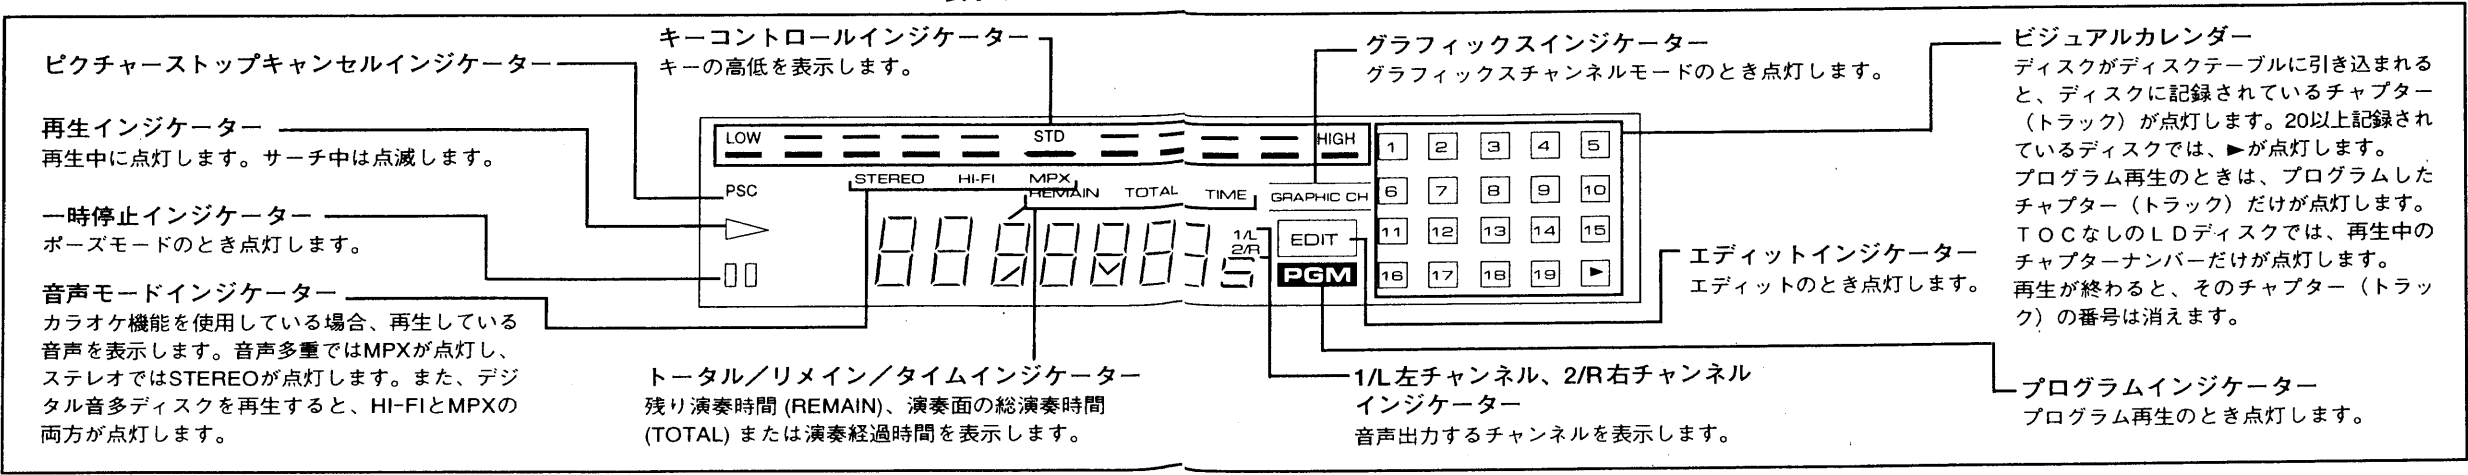 ピクチャーストップキャンセルインジケーター
再生インジケーター
再生中に点灯します。サーチ中は点滅します。
一時停止インジケーター
ポーズモードのとき点灯します。
音声モードインジケーター
カラオケ機能を使用している場合、再生している
音声を表示します。音声多重ではMPXが点灯し、
ステレオではSTEREOが点灯します。また、デジ
タル音多ディスクを再生すると、HI-FIとMPXの
両方が点灯します。
キーコントロールインジケーター
キーの高低を表示します。
LOW STD HIGH
STEREO HI-FI MPX
PSC
REMAIN TOTAL TIME
GRAPHIC CH
1/L
2/R
EDIT
PGM
1 2 3 4 5
6 7 8 9 10
11 12 13 14 15
16 17 18 19 ►
トータル／リメイン／タイムインジケーター
残り演奏時間 (REMAIN)、演奏面の総演奏時間
(TOTAL) または演奏経過時間を表示します。
グラフィックスインジケーター
グラフィックスチャンネルモードのとき点灯します。
エディットインジケーター
エディットのとき点灯します。
1/L左チャンネル、2/R右チャンネル
インジケーター
音声出力するチャンネルを表示します。
ビジュアルカレンダー
ディスクがディスクテーブルに引き込まれる
と、ディスクに記録されているチャプター
（トラック）が点灯します。20以上記録され
ているディスクでは、►が点灯します。
プログラム再生のときは、プログラムした
チャプター（トラック）だけが点灯します。
ＴＯＣなしのＬＤディスクでは、再生中の
チャプターナンバーだけが点灯します。
再生が終わると、そのチャプター（トラッ
ク）の番号は消えます。
プログラムインジケーター
プログラム再生のとき点灯します。